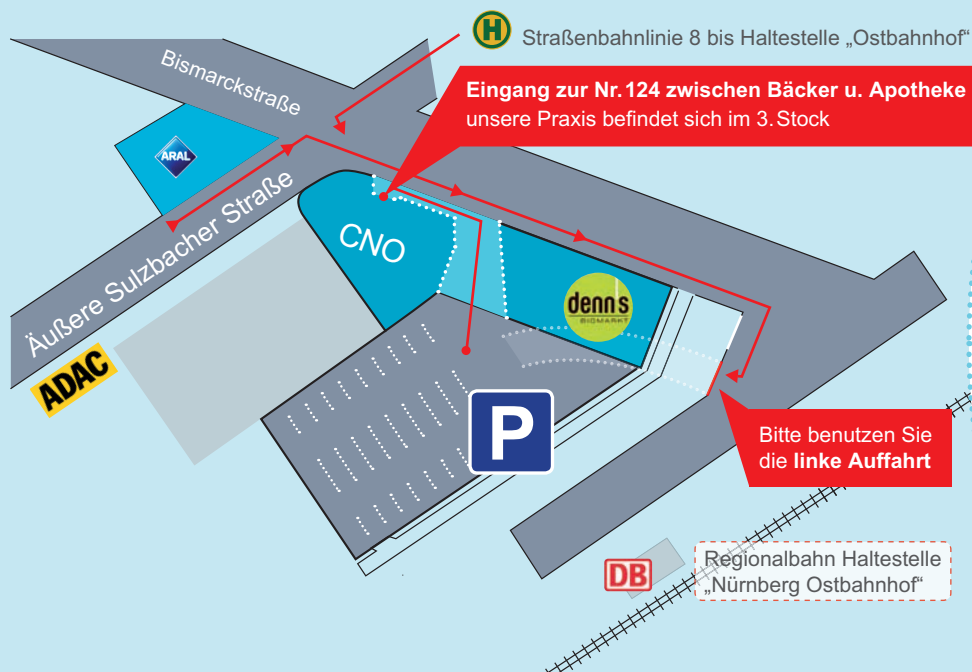 H
Straßenbahnlinie 8 bis Haltestelle „Ostbahnhof“
Bismarckstraße
Eingang zur Nr. 124 zwischen Bäcker u. Apotheke
unsere Praxis befindet sich im 3. Stock
ARAL
Äußere Sulzbacher Straße
CNO
denn's
BIOMARKT
ADAC
P
Bitte benutzen Sie
die linke Auffahrt
DB
Regionalbahn Haltestelle
„Nürnberg Ostbahnhof“